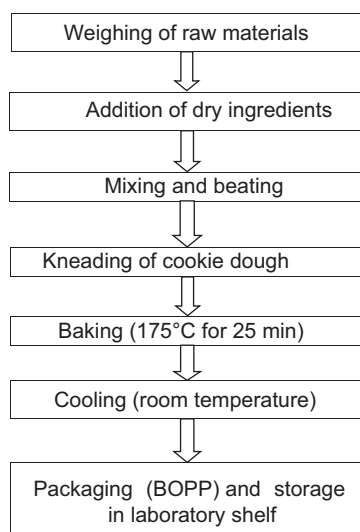 Weighing of raw materials
Addition of dry ingredients
Mixing and beating
Kneading of cookie dough
Baking (175°C for 25 min)
Cooling (room temperature)
Packaging (BOPP) and storage
in laboratory shelf